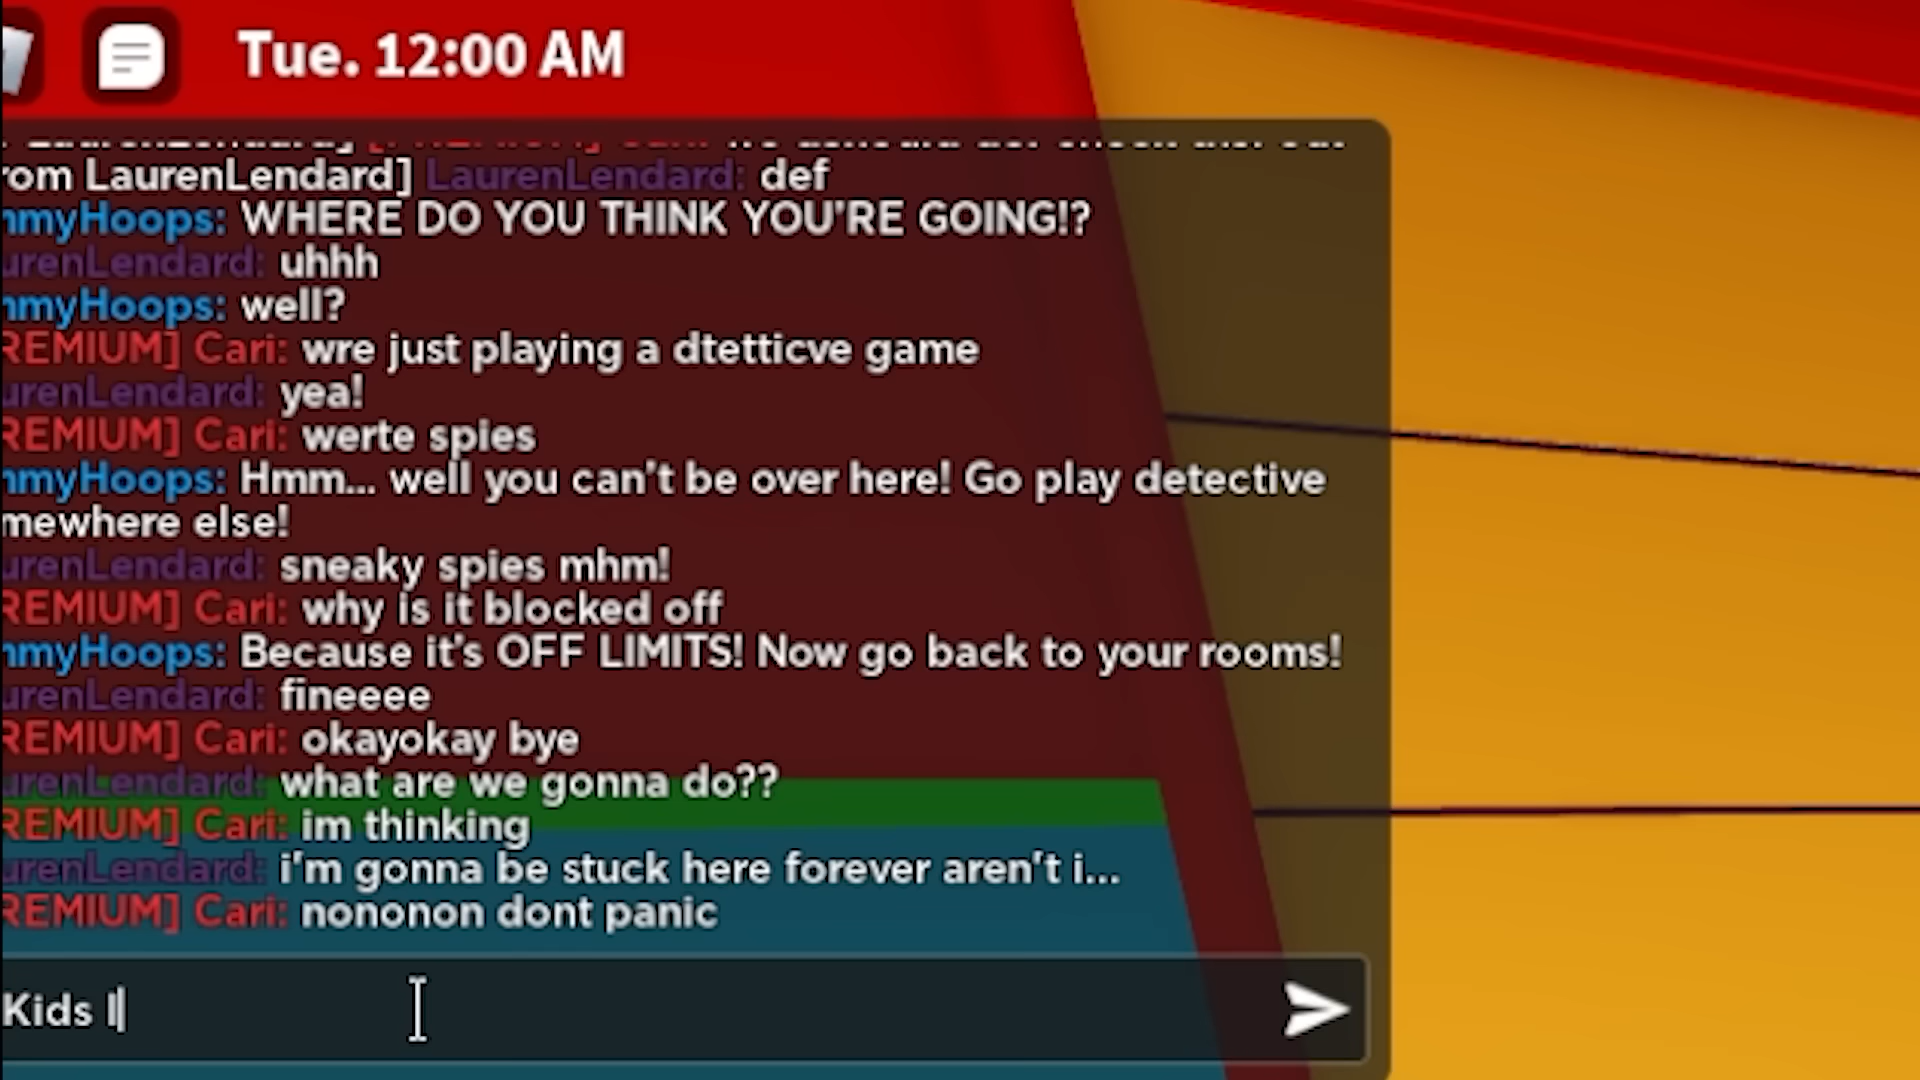 Tue. 12:00 AM
rom LaurenLendard] LaurenLendard: def
mmyHoops: WHERE DO YOU THINK YOU'RE GOING!?
urenLendard: uhhh
mmyHoops: well?
REMIUM] Cari: wre just playing a dtetticve game
urenLendard: yea!
REMIUM] Cari: werte spies
mmyHoops: Hmm... well you can't be over here! Go play detective
mewhere else!
urenLendard: sneaky spies mhm!
REMIUM] Cari: why is it blocked off
mmyHoops: Because it's OFF LIMITS! Now go back to your rooms!
urenLendard: fineeee
REMIUM] Cari: okayokay bye
urenLendard: what are we gonna do??
REMIUM] Cari: im thinking
urenLendard: i'm gonna be stuck here forever aren't i...
REMIUM] Cari: nononon dont panic
Kids I